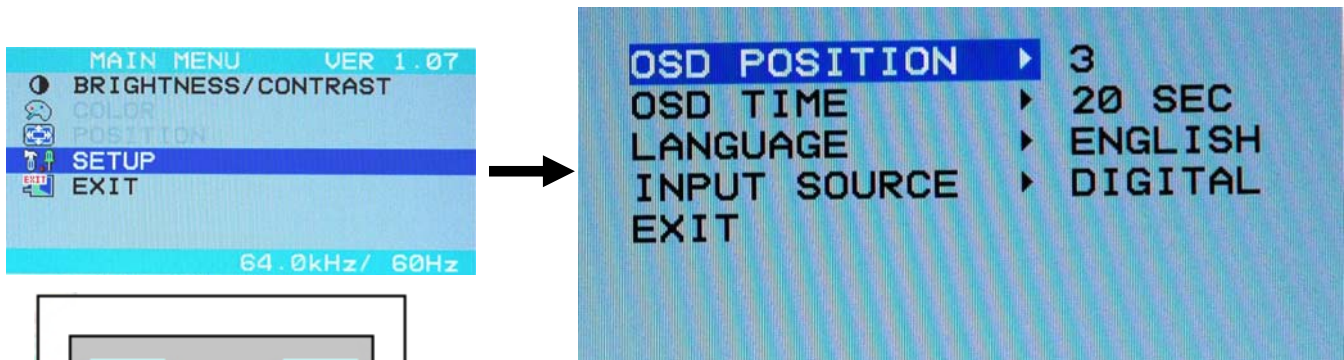 MAIN MENU VER 1.07
BRIGHTNESS/CONTRAST
COLOR
POSITION
SETUP
EXIT
EXIT
64.0kHz/ 60Hz
OSD POSITION 3
OSD TIME 20 SEC
LANGUAGE ENGLISH
INPUT SOURCE DIGITAL
EXIT